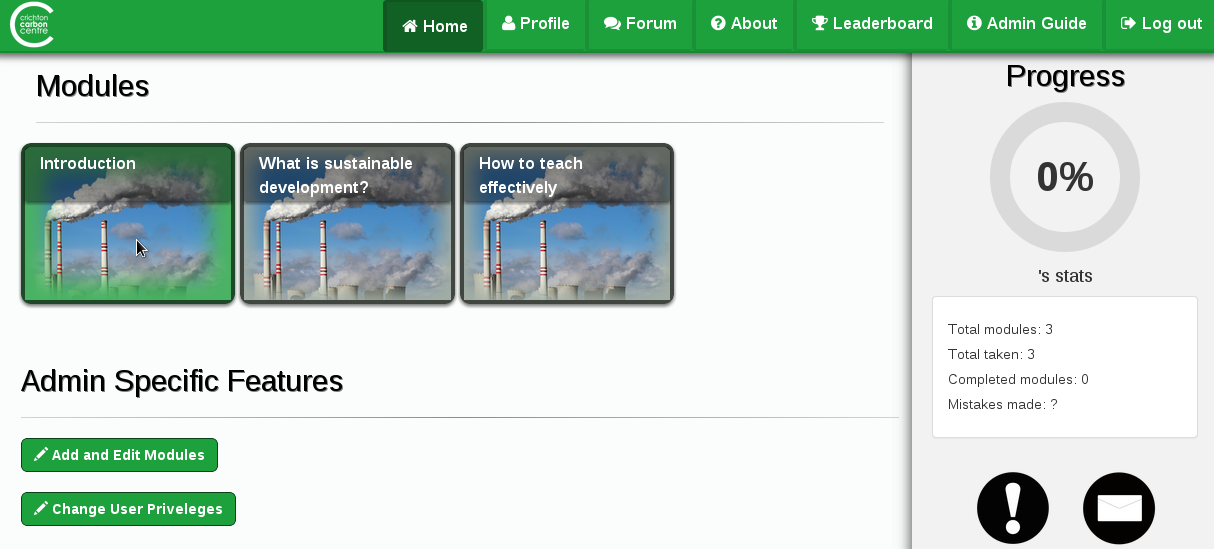 crichton
carbon
centre
Home
Profile
Forum
About
Leaderboard
Admin Guide
Log out
Modules
Introduction
What is sustainable
development?
How to teach
effectively
Admin Specific Features
Add and Edit Modules
Change User Priveleges
Progress
0%
's stats
Total modules: 3
Total taken: 3
Completed modules: 0
Mistakes made: ?